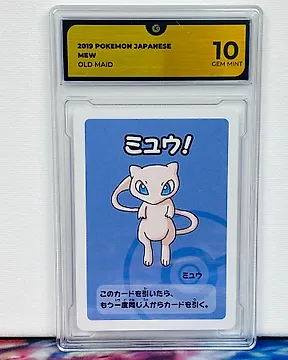 2019 POKEMON JAPANESE
MEW
OLD MAID
10
GEM MINT
ミュウ!
ミュウ
このカードを引いたら、
もう一度同じ人からカードを引く。